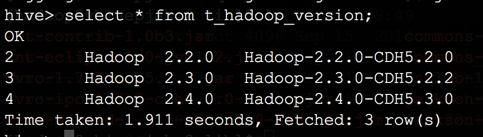 hive> select * from t_hadoop_version;
OK
2 Hadoop 2.2.0 Hadoop-2.2.0-CDH5.2.0
3 Hadoop 2.3.0 Hadoop-2.3.0-CDH5.2.2
4 Hadoop 2.4.0 Hadoop-2.4.0-CDH5.3.0
Time taken: 1.911 seconds, Fetched: 3 row(s)